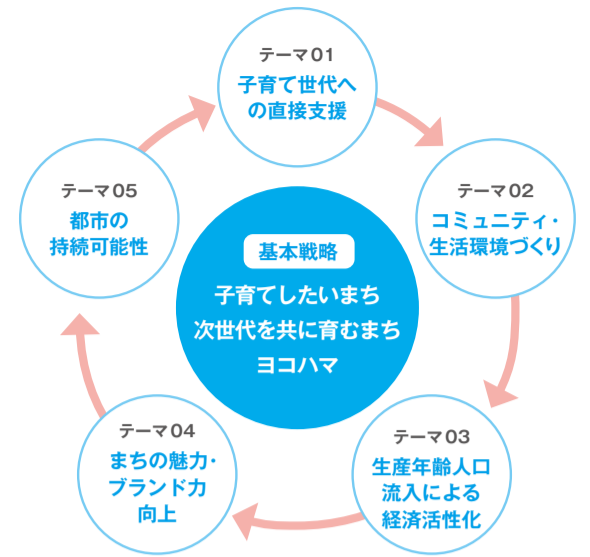 テーマ01
子育て世代へ
の直接支援
テーマ02
コミュニティ・
生活環境づくり
テーマ03
生産年齢人口
流入による
経済活性化
テーマ04
まちの魅力・
ブランド力
向上
テーマ05
都市の
持続可能性
基本戦略
子育てしたいまち
次世代を共に育むまち
ヨコハマ